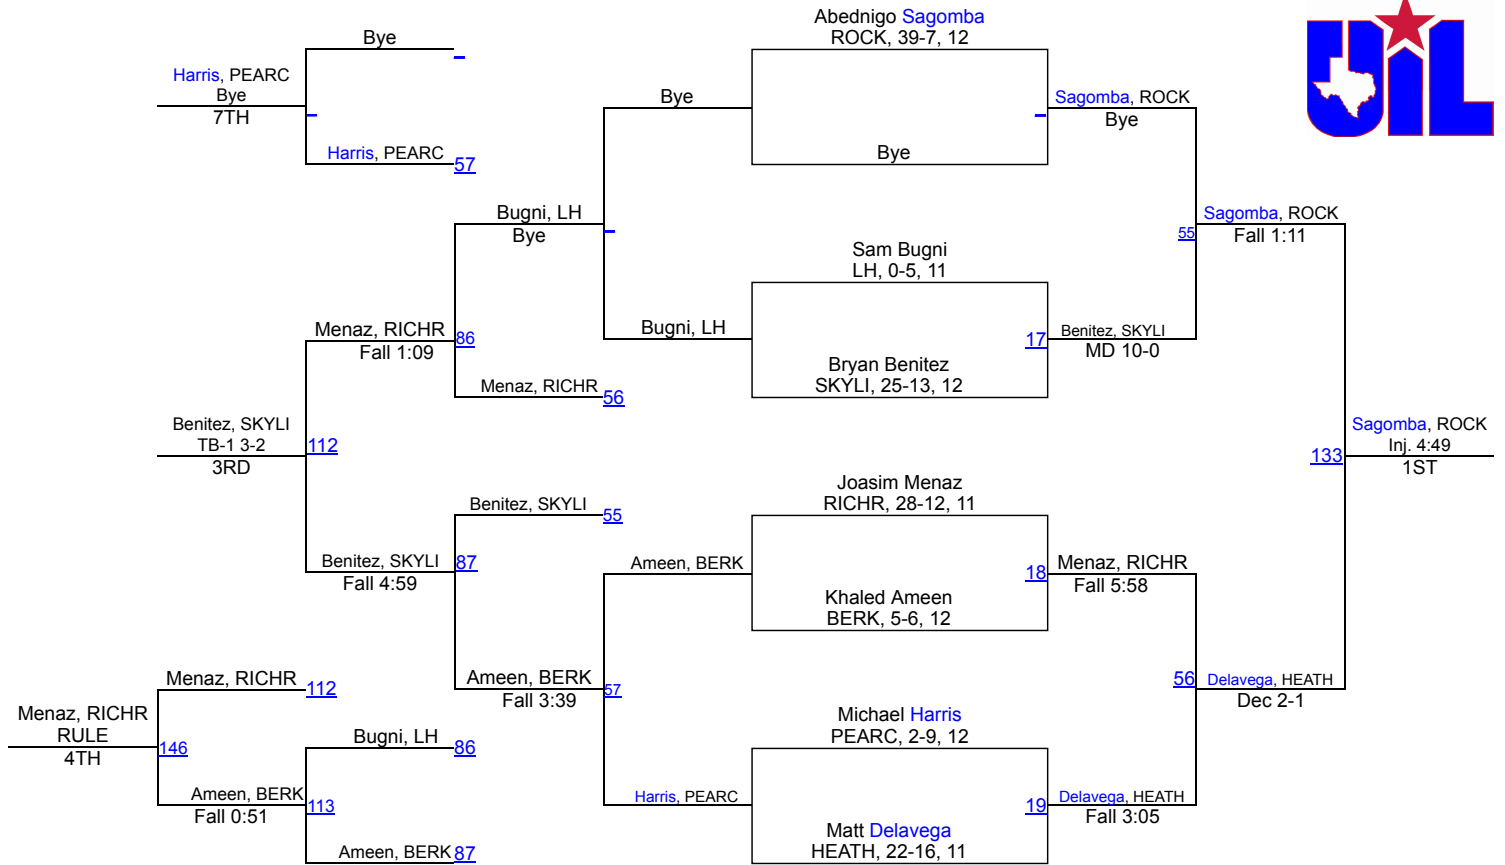 Abednigo Sagomba
ROCK, 39-7, 12
UIL
Bye
Harris, PEARC
Bye
7TH
Harris, PEARC
57
Bye
Sagomba, ROCK
Bye
Bye
Bugni, LH
Bye
Sagomba, ROCK
55
Fall 1:11
Sam Bugni
LH, 0-5, 11
Menaz, RICHR
86
Fall 1:09
Bugni, LH
17
Benitez, SKYLI
MD 10-0
Bryan Benitez
SKYLI, 25-13, 12
Menaz, RICHR
56
Benitez, SKYLI
TB-1 3-2
112
3RD
Sagomba, ROCK
Inj. 4:49
133
1ST
Joasim Menaz
RICHR, 28-12, 11
Benitez, SKYLI
55
Benitez, SKYLI
87
Fall 4:59
Ameen, BERK
18
Menaz, RICHR
Fall 5:58
Khaled Ameen
BERK, 5-6, 12
Menaz, RICHR
112
Ameen, BERK
57
Fall 3:39
56
Delavega, HEATH
Dec 2-1
Menaz, RICHR
RULE
146
4TH
Michael Harris
PEARC, 2-9, 12
Bugni, LH
86
Ameen, BERK
113
Fall 0:51
Harris, PEARC
19
Delavega, HEATH
Fall 3:05
Matt Delavega
HEATH, 22-16, 11
Ameen, BERK
87